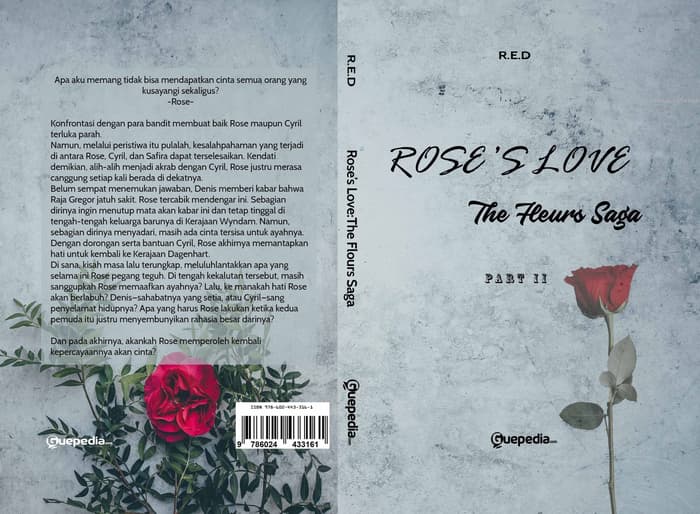 Apa aku memang tidak bisa mendapatkan cinta semua orang yang
kusayangi sekaligus?
-Rose-
Konfrontasi dengan para bandit membuat baik Rose maupun Cyril
terluka parah.
Namun, melalui peristiwa itu pulalah, kesalahpahaman yang terjadi
di antara Rose, Cyril, dan Safira dapat terselesaikan. Kendati
demikian, alih-alih menjadi akrab dengan Cyril, Rose justru merasa
canggung setiap kali berada di dekatnya.
Belum sempat menemukan jawaban, Denis memberi kabar bahwa
Raja Gregor jatuh sakit. Rose tercabik mendengar ini. Sebagian
dirinya ingin menutup mata akan kabar ini dan tetap tinggal di
tengah-tengah keluarga barunya di Kerajaan Wyndam. Namun,
sebagian dirinya menyadari, masih ada cinta tersisa untuk ayahnya.
Dengan dorongan serta bantuan Cyril, Rose akhirnya memantapkan
hati untuk kembali ke Kerajaan Dagenhart.
Di sana, kisah masa lalu terungkap, meluluhlantakkan apa yang
selama ini Rose pegang teguh. Di tengah kekalutan tersebut, masih
sanggupkah Rose memaafkan ayahnya? Lalu, ke manakah hati Rose
akan berlabuh? Denis—sahabatnya yang setia, atau Cyril—sang
penyelamat hidupnya? Apa yang harus Rose lakukan ketika kedua
pemuda itu justru menyembunyikan rahasia besar darinya?
Dan pada akhirnya, akankah Rose memperoleh kembali
kepercayaannya akan cinta?
Guepedia.com
ISBN 978-602-443-316-1
9 786024 433161
R.E.D
Rose's Love:The Flours Saga
Guepedia.com
R.E.D
ROSE'S LOVE
The Fleurs Saga
PART II
Guepedia.com